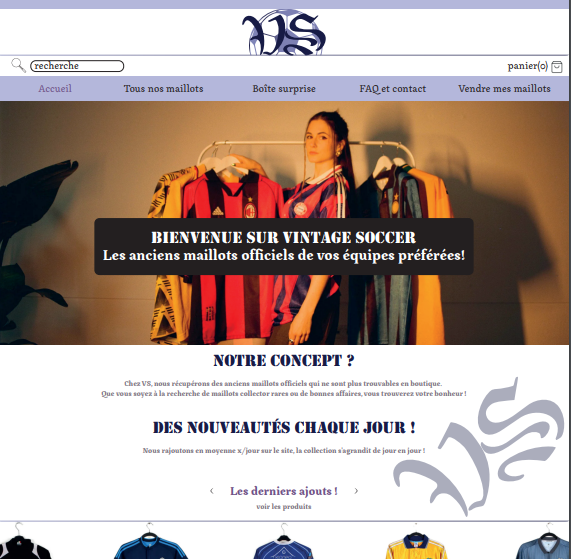 VS
recherche
panier(0)
Accueil
Tous nos maillots
Boîte surprise
FAQ et contact
Vendre mes maillots
BIENVENUE SUR VINTAGE SOCCER
Les anciens maillots officiels de vos équipes préférées!
NOTRE CONCEPT ?
Chez VS, nous récupérons des anciens maillots officiels qui ne sont plus trouvables en boutique.
Que vous soyez à la recherche de maillots collector rares ou de bonnes affaires, vous trouverez votre bonheur !
DES NOUVEAUTÉS CHAQUE JOUR !
Nous rajoutons en moyenne x/jour sur le site, la collection s'agrandit de jour en jour !
VS
‹ Les derniers ajouts ! ›
voir les produits